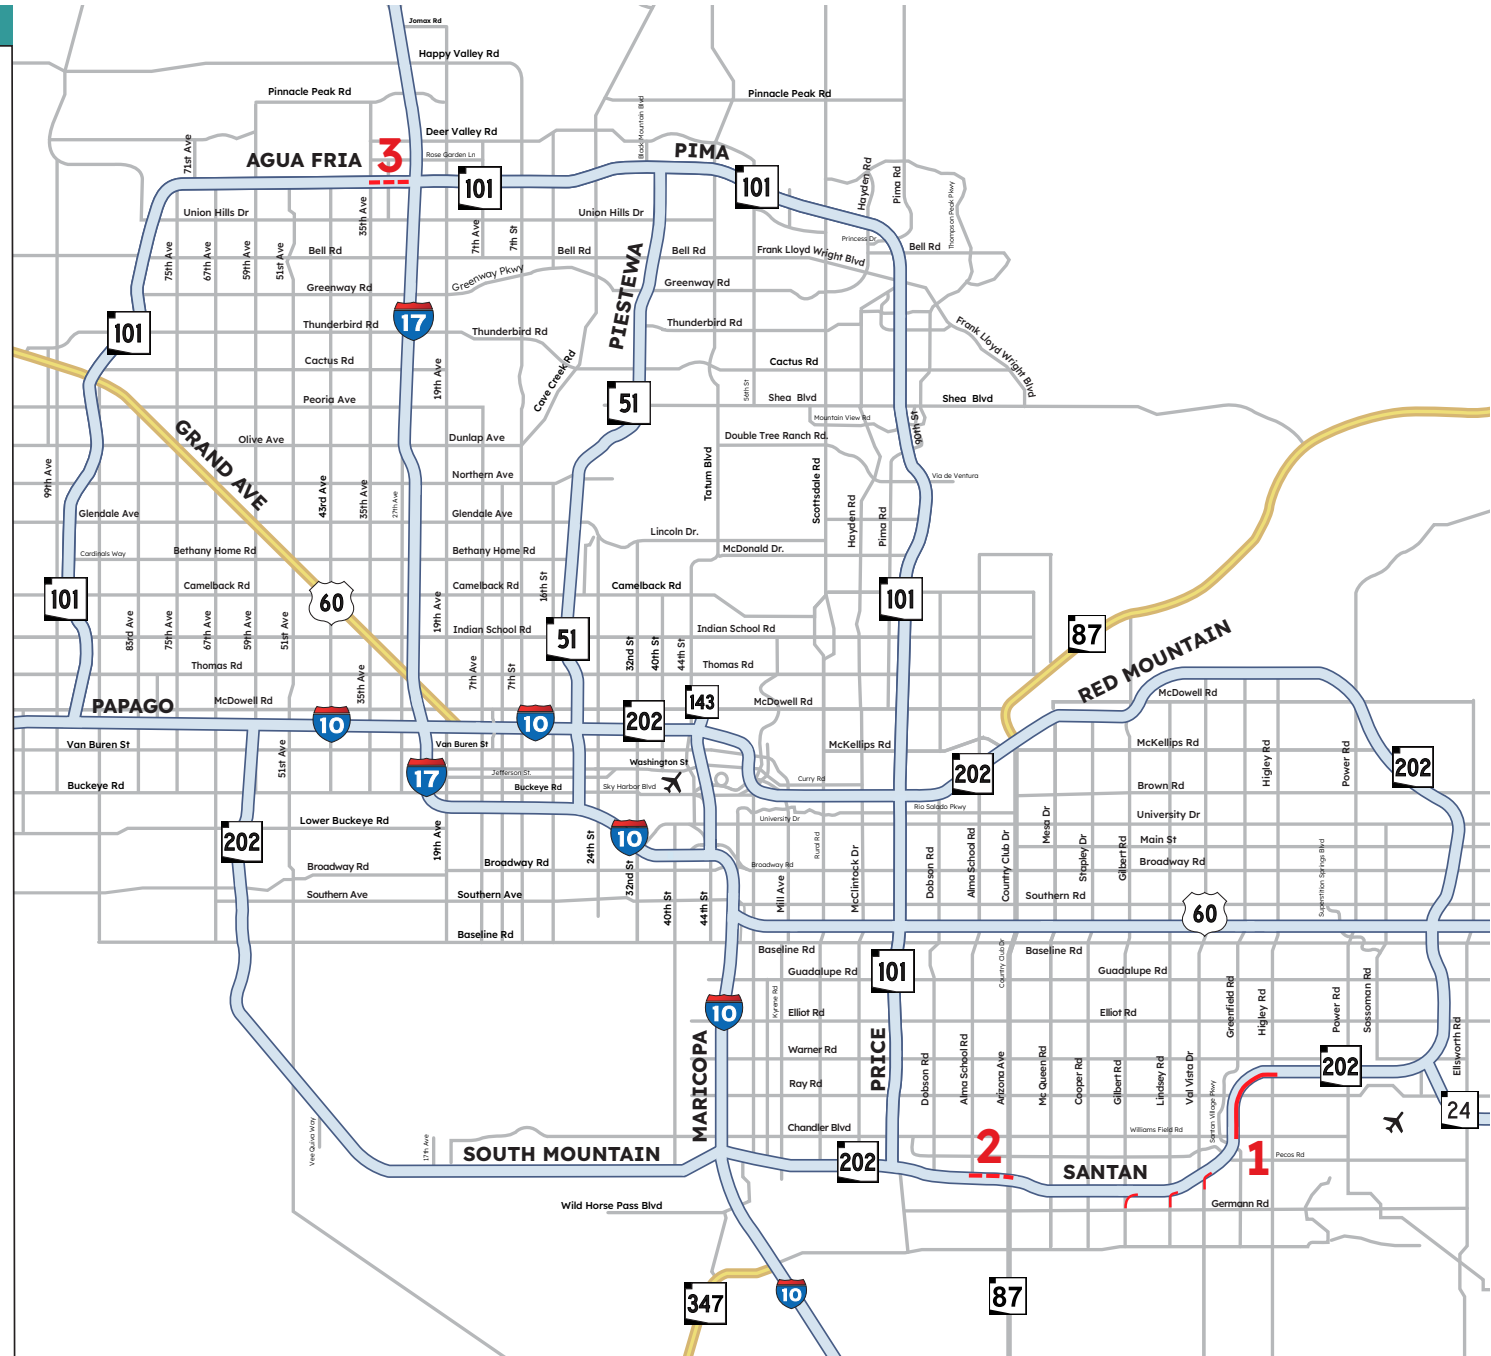 Jomax Rd
Happy Valley Rd
Pinnacle Peak Rd
Pinnacle Peak Rd
Black Mountain Blvd
Deer Valley Rd
71st Ave
AGUA FRIA
3
Rose Garden Ln
PIMA
101
101
Hayden Rd
Pima Rd
Thompson Peak Pkwy
Union Hills Dr
35th Ave
Union Hills Dr
7th Ave
7th St
Princess Dr
75th Ave
67th Ave
59th Ave
51st Ave
Bell Rd
Bell Rd
Bell Rd
Frank Lloyd Wright Blvd
Bell Rd
Greenway Rd
Greenway Pkwy
PIESTEWA
Greenway Rd
101
17
Thunderbird Rd
Thunderbird Rd
Thunderbird Rd
Frank Lloyd Wright Blvd
Cactus Rd
19th Ave
Cave Creek Rd
Cactus Rd
Peoria Ave
51
56th St
Shea Blvd
Shea Blvd
Mountain View Rd
90th St
GRAND AVE
Olive Ave
Dunlap Ave
Double Tree Ranch Rd.
99th Ave
43rd Ave
35th Ave
27th Ave
Northern Ave
Tatum Blvd
Scottsdale Rd
Via de Ventura
Glendale Ave
Glendale Ave
Hayden Rd
Pima Rd
Lincoln Dr.
Cardinals Way
Bethany Home Rd
Bethany Home Rd
McDonald Dr.
101
Camelback Rd
60
Camelback Rd
16th St
Camelback Rd
101
83rd Ave
75th Ave
67th Ave
59th Ave
51st Ave
19th Ave
Indian School Rd
51
32nd St
40th St
44th St
Indian School Rd
87
RED MOUNTAIN
Thomas Rd
35th Ave
7th Ave
7th St
Thomas Rd
PAPAGO
McDowell Rd
10
10
202
143
McDowell Rd
McDowell Rd
Van Buren St
51st Ave
Van Buren St
McKellips Rd
McKellips Rd
Higley Rd
Power Rd
17
Jefferson St.
Washington St
Buckeye Rd
Buckeye Rd
Sky Harbor Blvd
Curry Rd
202
Brown Rd
202
Rio Salado Pkwy
Lower Buckeye Rd
202
19th Ave
10
24th St
University Dr
Rural Rd
Mesa Dr
University Dr
Main St
Broadway Rd
Broadway Rd
32nd St
Broadway Rd
McClintock Dr
Dobson Rd
Alma School Rd
Country Club Dr
Stapley Dr
Gilbert Rd
Broadway Rd
Superstition Springs Blvd
Southern Ave
Southern Ave
40th St
44th St
Mill Ave
Southern Rd
60
Baseline Rd
Baseline Rd
Country Club Dr
Baseline Rd
Guadalupe Rd
101
Guadalupe Rd
Kyrene Rd
10
Elliot Rd
Elliot Rd
Greenfield Rd
Higley Rd
Power Rd
Sossoman Rd
MARICOPA
Warner Rd
PRICE
Ellsworth Rd
Ray Rd
Dobson Rd
Alma School Rd
Arizona Ave
Mc Queen Rd
Cooper Rd
Gilbert Rd
Lindsey Rd
Val Vista Dr
202
Santan Village Pkwy
24
Chandler Blvd
Williams Field Rd
Vee Quiva Way
17th Ave
SOUTH MOUNTAIN
202
2
SANTAN
1
Pecos Rd
Wild Horse Pass Blvd
Germann Rd
347
10
87